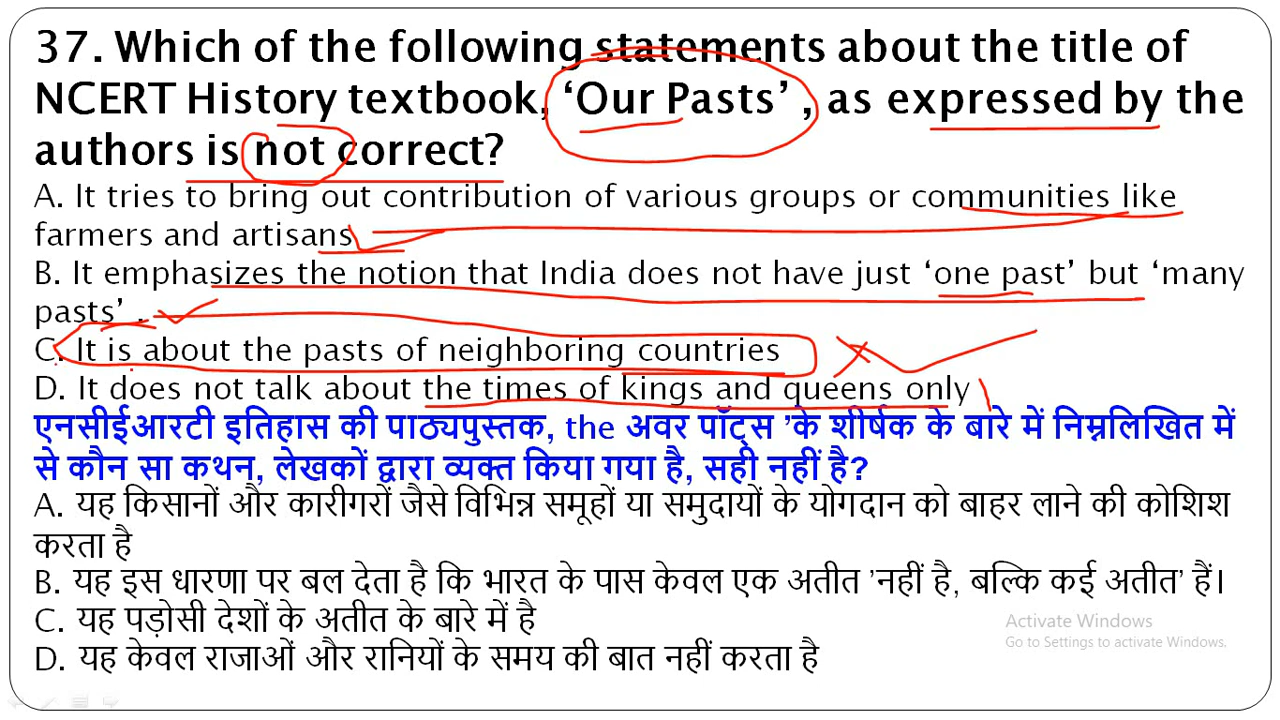 37. Which of the following statements about the title of
NCERT History textbook, ‘Our Pasts’ , as expressed by the
authors is not correct?
A. It tries to bring out contribution of various groups or communities like
farmers and artisans
B. It emphasizes the notion that India does not have just ‘one past’ but ‘many
pasts’ .
C. It is about the pasts of neighboring countries
D. It does not talk about the times of kings and queens only
एनसीईआरटी इतिहास की पाठ्यपुस्तक, the अवर पॉट्स ’के शीर्षक के बारे में निम्नलिखित में
से कौन सा कथन, लेखकों द्वारा व्यक्त किया गया है, सही नहीं है?
A. यह किसानों और कारीगरों जैसे विभिन्न समूहों या समुदायों के योगदान को बाहर लाने की कोशिश
करता है
B. यह इस धारणा पर बल देता है कि भारत के पास केवल एक अतीत ’नहीं है, बल्कि कई अतीत’ हैं।
C. यह पड़ोसी देशों के अतीत के बारे में है
D. यह केवल राजाओं और रानियों के समय की बात नहीं करता है
Activate Windows
Go to Settings to activate Windows.